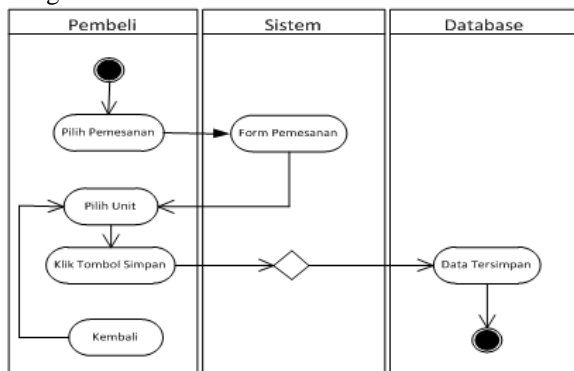 Pembeli
Sistem
Database
Pilih Pemesanan
Form Pemesanan
Pilih Unit
Klik Tombol Simpan
Data Tersimpan
Kembali